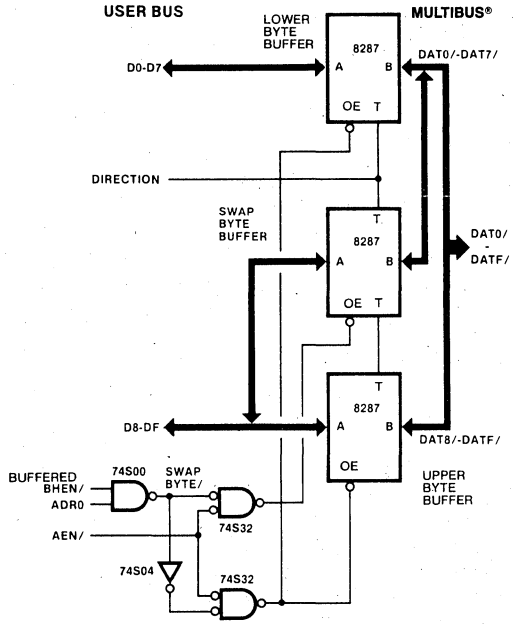 USER BUS
MULTIBUS®
LOWER
BYTE
BUFFER
8287
A
B
OE
T
D0-D7
DAT0/-DAT7/
DIRECTION
SWAP
BYTE
BUFFER
T
8287
A
B
OE
T
DAT0/
-
DATF/
T
8287
A
B
OE
D8-DF
DAT8/-DATF/
UPPER
BYTE
BUFFER
BUFFERED
BHEN/
ADR0
74S00
SWAP
BYTE/
74S32
AEN/
74S04
74S32